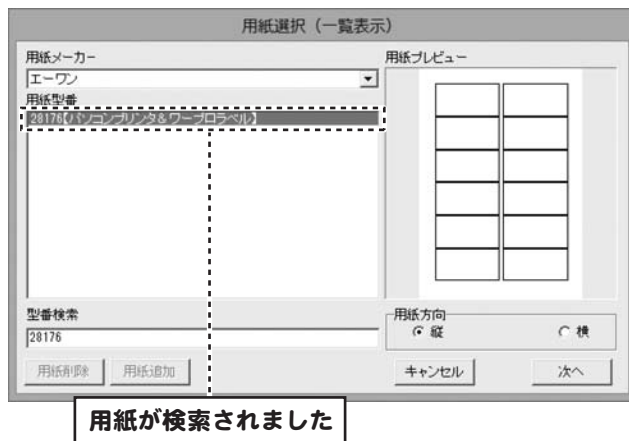 用紙選択（一覧表示）
用紙メーカー
エーワン
用紙型番
28176【パソコンプリンタ&ワープロラベル】
型番検索
28176
用紙削除
用紙追加
用紙プレビュー
用紙方向
縦
横
キャンセル
次へ
用紙が検索されました